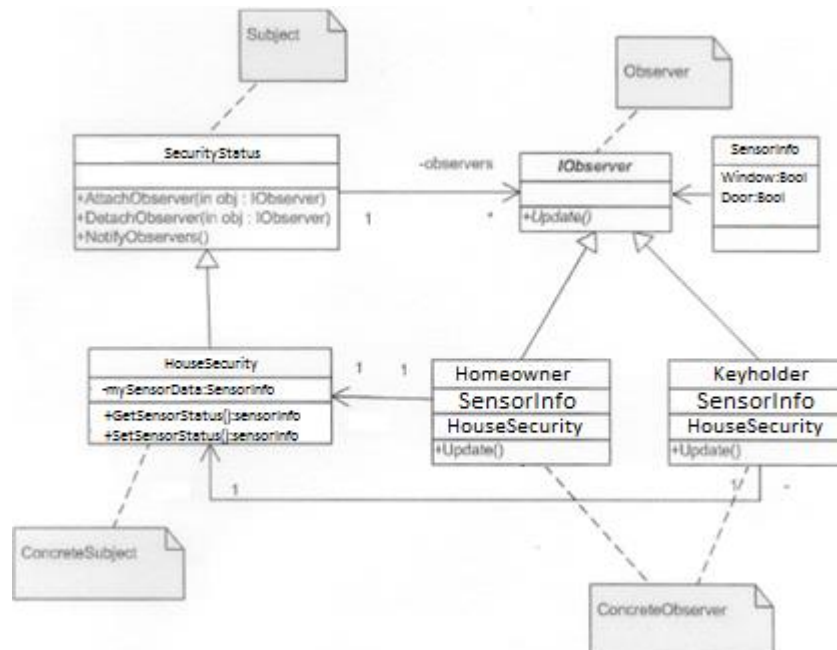 Subject
Observer
SecurityStatus
+AttachObserver(in obj : IObserver)
+DetachObserver(in obj : IObserver)
+NotifyObservers()
-observers
1
*
IObserver
+Update()
SensorInfo
Window:Bool
Door:Bool
HouseSecurity
-mySensorData:SensorInfo
+GetSensorStatus[]:sensorInfo
+SetSensorStatus[]:sensorInfo
1
1
Homeowner
SensorInfo
HouseSecurity
+Update()
Keyholder
SensorInfo
HouseSecurity
+Update()
1
1/
-
ConcreteSubject
ConcreteObserver